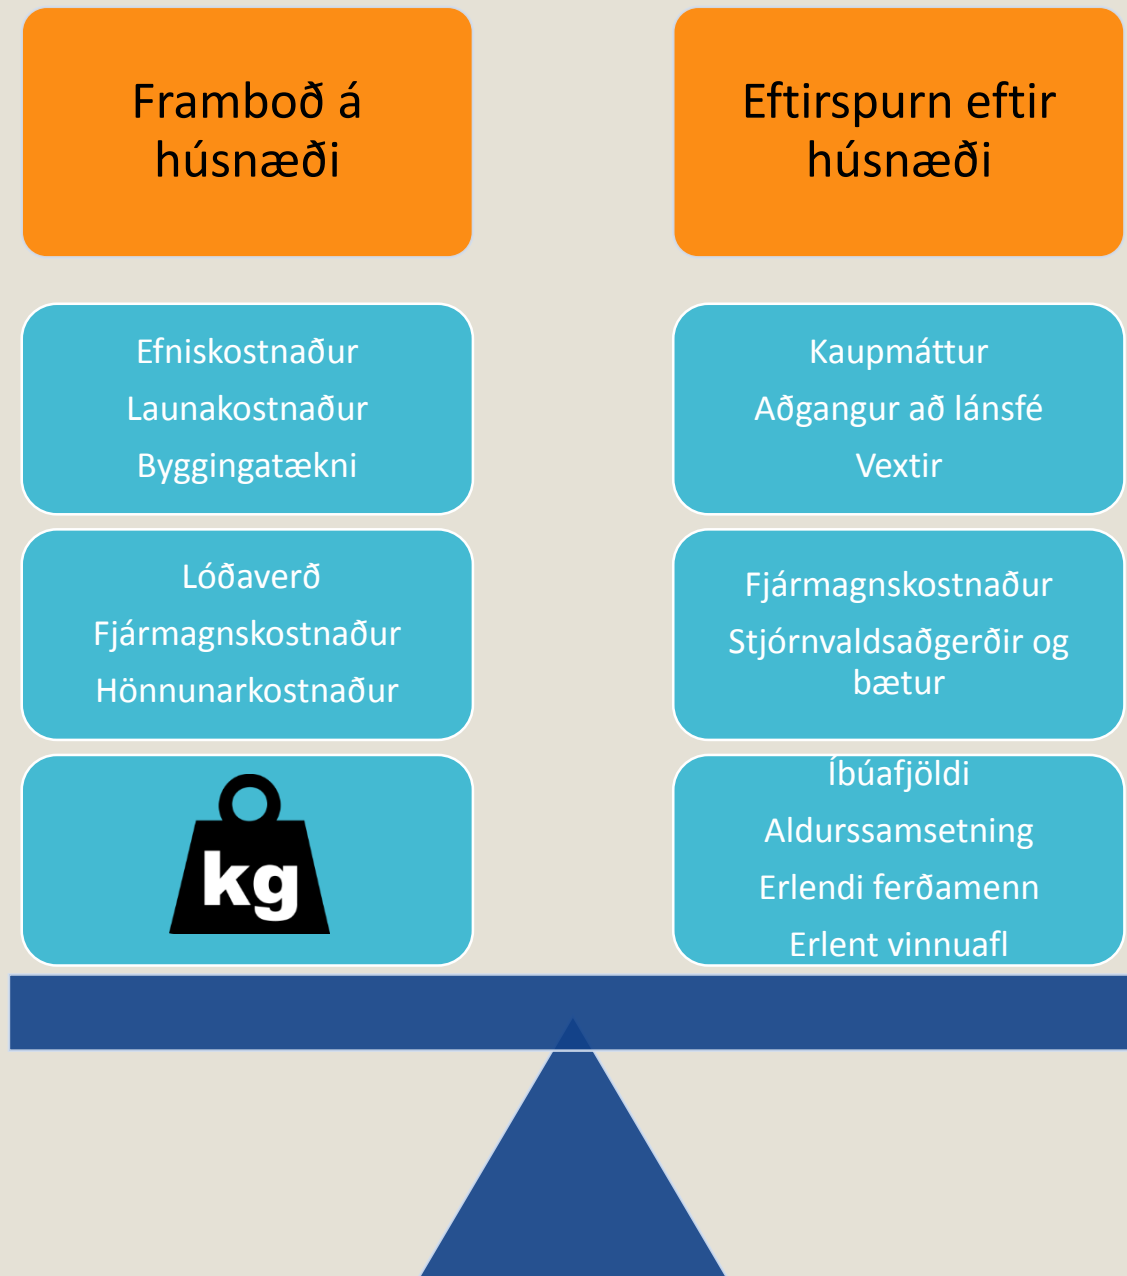 Framboð á
húsnæði
Efniskostnaður
Launakostnaður
Byggingatækni
Lóðaverð
Fjármagnskostnaður
Hönnunarkostnaður
kg
Eftirspurn eftir
húsnæði
Kaupmáttur
Aðgangur að lánsfé
Vextir
Fjármagnskostnaður
Stjórnvaldsaðgerðir og
bætur
Íbúafjöldi
Aldurssamsetning
Erlendi ferðamenn
Erlent vinnuafl